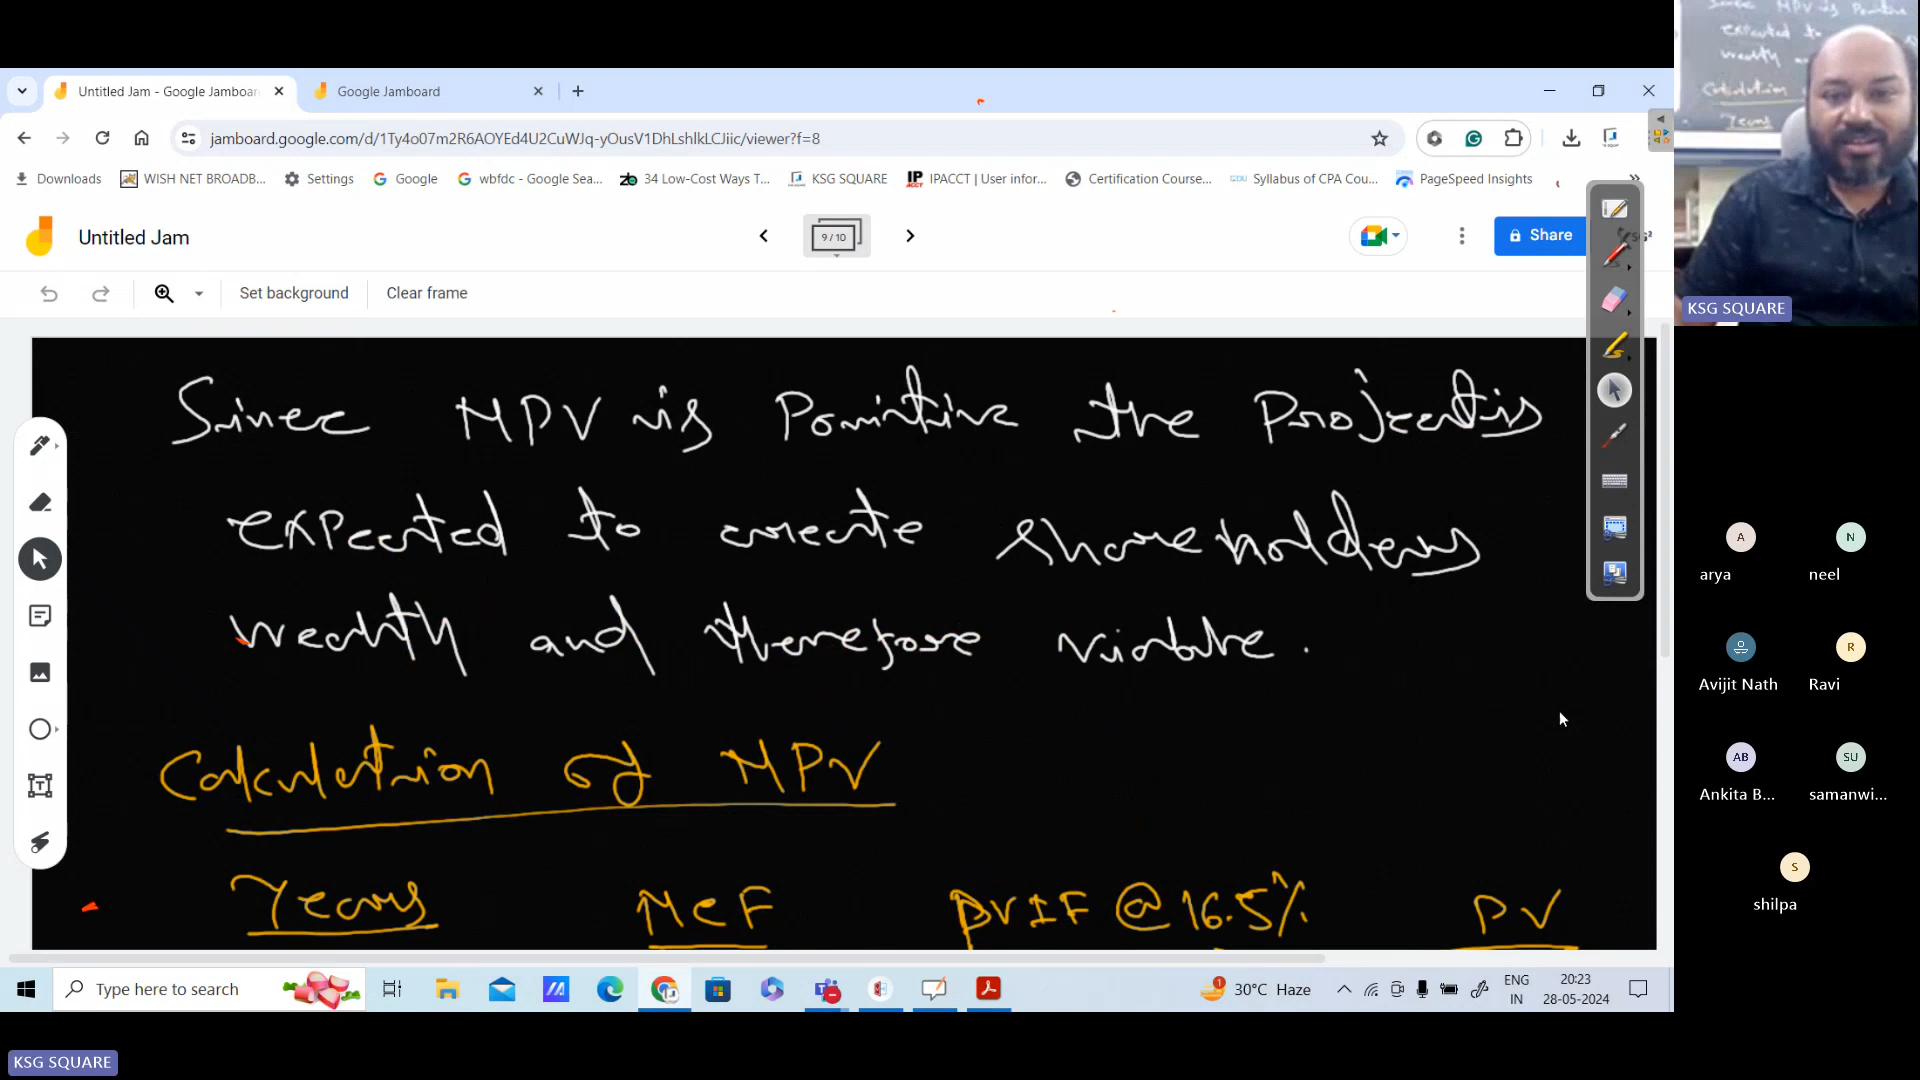 Untitled Jam - Google Jamboar
Google Jamboard
jamboard.google.com/d/1Ty4o07m2R6AOYEd4U2CuWJq-yOusV1DhLshlkLCJiic/viewer?f=8
Downloads WISH NET BROADB... Settings Google wbfdc - Google Sea... 34 Low-Cost Ways T... KSG SQUARE IPACCT | User infor... Certification Course... Syllabus of CPA Cou... PageSpeed Insights
Untitled Jam
9 / 10
Share
Set background
Clear frame
Since NPV is Positive the Project is
expected to create shareholders
wealth and therefore viable.
Calculation of NPV
Years NCF PVIF @ 16.5% PV
KSG SQUARE
A
arya
N
neel
Avijit Nath
R
Ravi
AB
Ankita B...
SU
samanwi...
S
shilpa
Type here to search
30°C Haze
ENG
IN
20:23
28-05-2024
KSG SQUARE